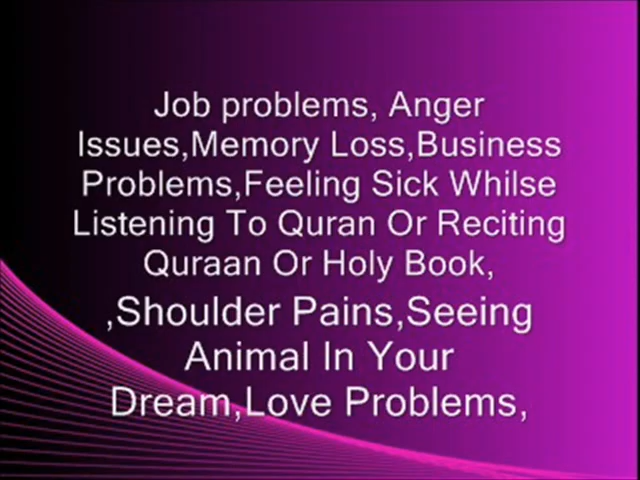 Job problems, Anger
Issues,Memory Loss,Business
Problems,Feeling Sick Whilse
Listening To Quran Or Reciting
Quraan Or Holy Book,
,Shoulder Pains,Seeing
Animal In Your
Dream,Love Problems,